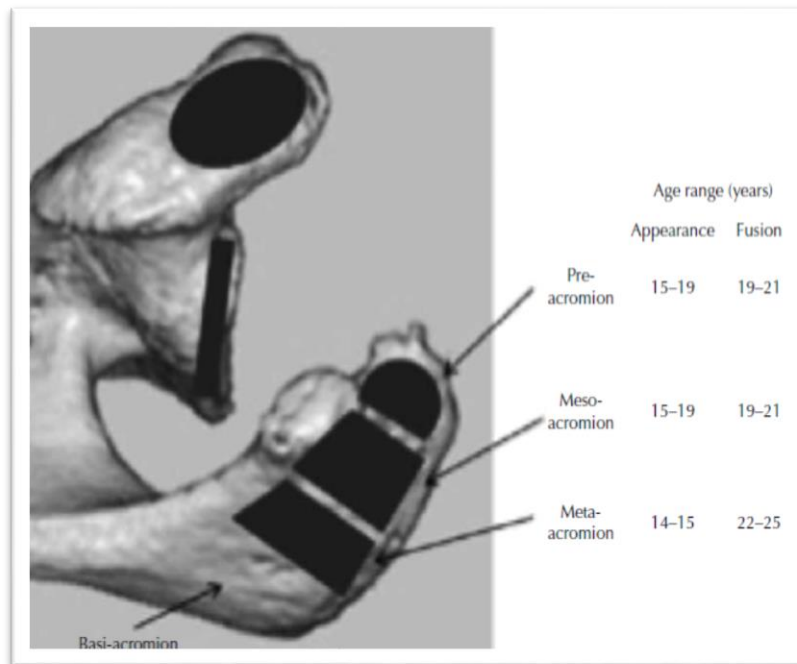 Age range (years)
Appearance Fusion
Pre-
acromion 15–19 19–21
Meso-
acromion 15–19 19–21
Meta-
acromion 14–15 22–25
Basi-acromion